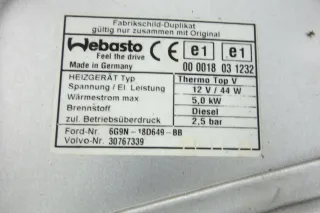 Fabrikschild-Duplikat
gültig nur zusammen mit Original
Webasto CE e1 e1
Feel the drive
Made in Germany 00 0018 03 1232
HEIZGERÄT Typ Thermo Top V
Spannung / El. Leistung 12 V / 44 W
Wärmestrom max 5,0 kW
Brennstoff Diesel
zul. Betriebsüberdruck 2,5 bar
Ford-Nr. 6G9N - 18D649 - BB
Volvo-Nr. 30767339